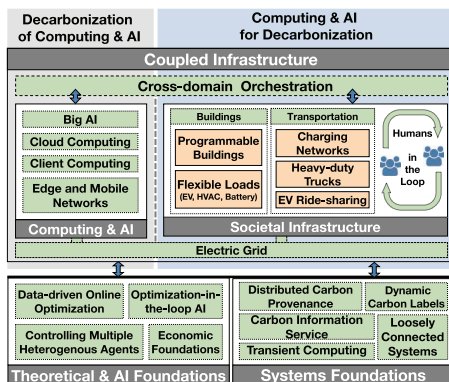 Decarbonization
of Computing & AI
Computing & AI
for Decarbonization
Coupled Infrastructure
Cross-domain Orchestration
Big AI
Cloud Computing
Client Computing
Edge and Mobile
Networks
Computing & AI
Buildings
Programmable
Buildings
Flexible Loads
(EV, HVAC, Battery)
Transportation
Charging
Networks
Heavy-duty
Trucks
EV Ride-sharing
Humans
in
the
Loop
Societal Infrastructure
Electric Grid
Data-driven Online
Optimization
Optimization-in-
the-loop AI
Controlling Multiple
Heterogenous Agents
Economic
Foundations
Theoretical & AI Foundations
Distributed Carbon
Provenance
Dynamic
Carbon Labels
Carbon Information
Service
Loosely
Connected
Systems
Transient Computing
Systems Foundations